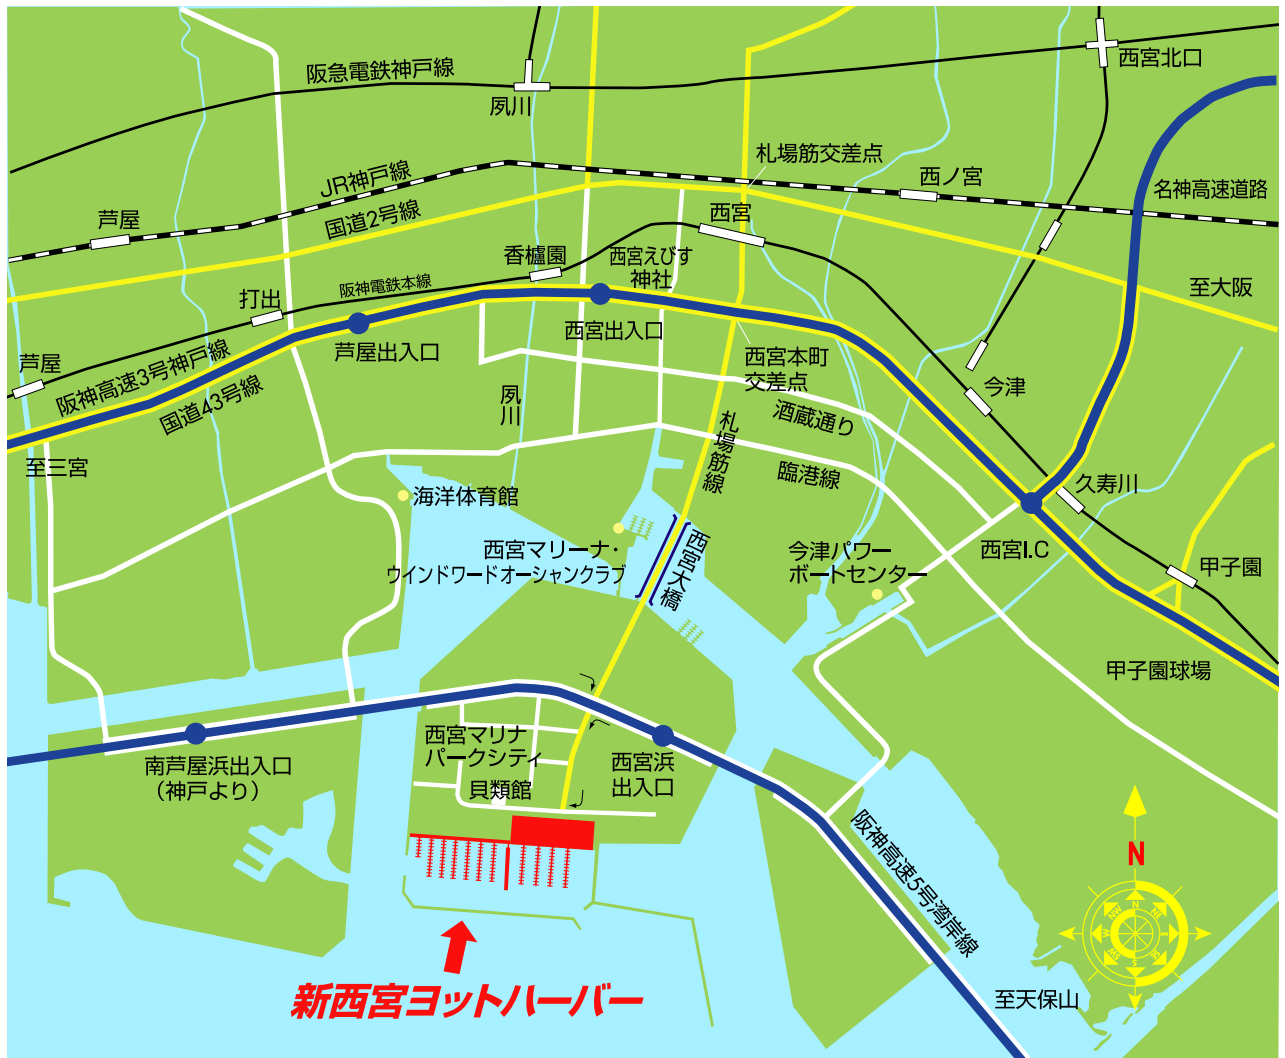 阪急電鉄神戸線
夙川
西宮北口
札場筋交差点
JR神戸線
西ノ宮
名神高速道路
芦屋
国道2号線
西宮
香櫨園
西宮えびす
神社
阪神電鉄本線
至大阪
打出
西宮出入口
芦屋出入口
西宮本町
交差点
芦屋
阪神高速3号神戸線
国道43号線
今津
夙川
酒蔵通り
札場筋線
臨港線
至三宮
海洋体育館
久寿川
西宮マリーナ・
ウインドワードオーシャンクラブ
西宮大橋
今津パワー
ボートセンター
西宮I.C
甲子園
甲子園球場
西宮マリナ
パークシティ
西宮浜
出入口
南芦屋浜出入口
（神戸より）
貝類館
阪神高速5号湾岸線
N
N
NE
E
SE
S
SW
W
NW
新西宮ヨットハーバー
至天保山